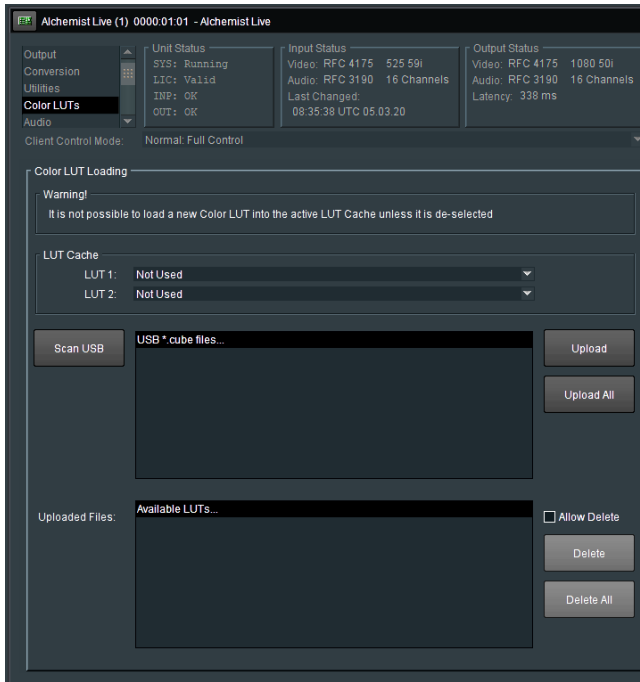 Alchemist Live (1) 0000:01:01 - Alchemist Live
Output
Conversion
Utilities
Color LUTs
Audio
Unit Status
SYS: Running
LIC: Valid
INP: OK
OUT: OK
Input Status
Video: RFC 4175 525 59i
Audio: RFC 3190 16 Channels
Last Changed:
08:35:38 UTC 05.03.20
Output Status
Video: RFC 4175 1080 50i
Audio: RFC 3190 16 Channels
Latency: 338 ms
Client Control Mode: Normal: Full Control
Color LUT Loading
Warning!
It is not possible to load a new Color LUT into the active LUT Cache unless it is de-selected
LUT Cache
LUT 1: Not Used
LUT 2: Not Used
Scan USB
USB *.cube files...
Upload
Upload All
Uploaded Files:
Available LUTs...
Allow Delete
Delete
Delete All